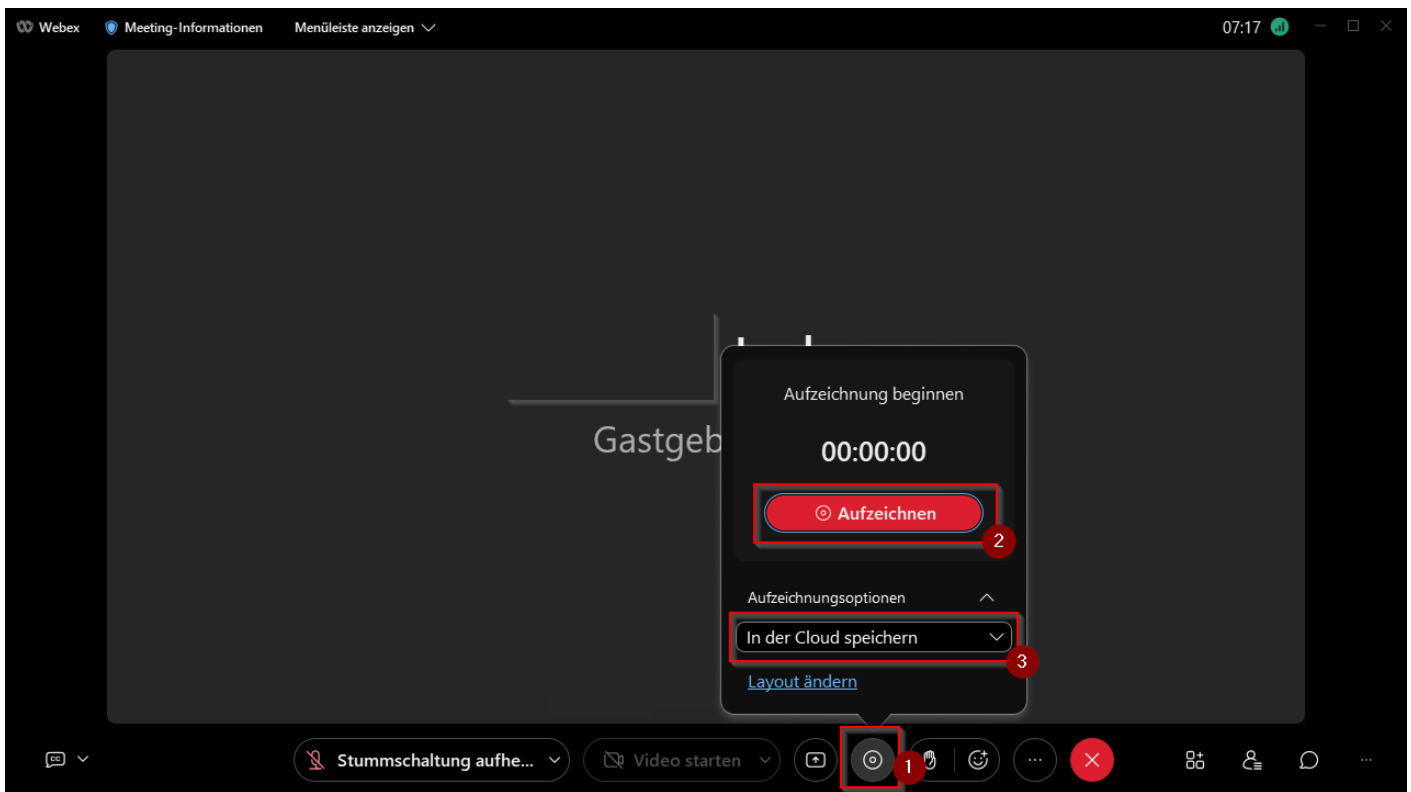 Webex
Meeting-Informationen
Menüleiste anzeigen
07:17
Gastgeb
Aufzeichnung beginnen
00:00:00
Aufzeichnen
2
Aufzeichnungsoptionen
In der Cloud speichern
3
Layout ändern
CC
Stummschaltung aufhe...
Video starten
1